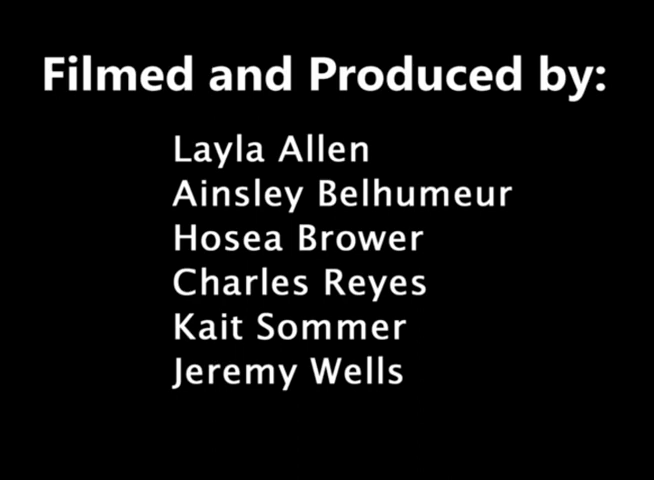 Filmed and Produced by:
Layla Allen
Ainsley Belhumeur
Hosea Brower
Charles Reyes
Kait Sommer
Jeremy Wells